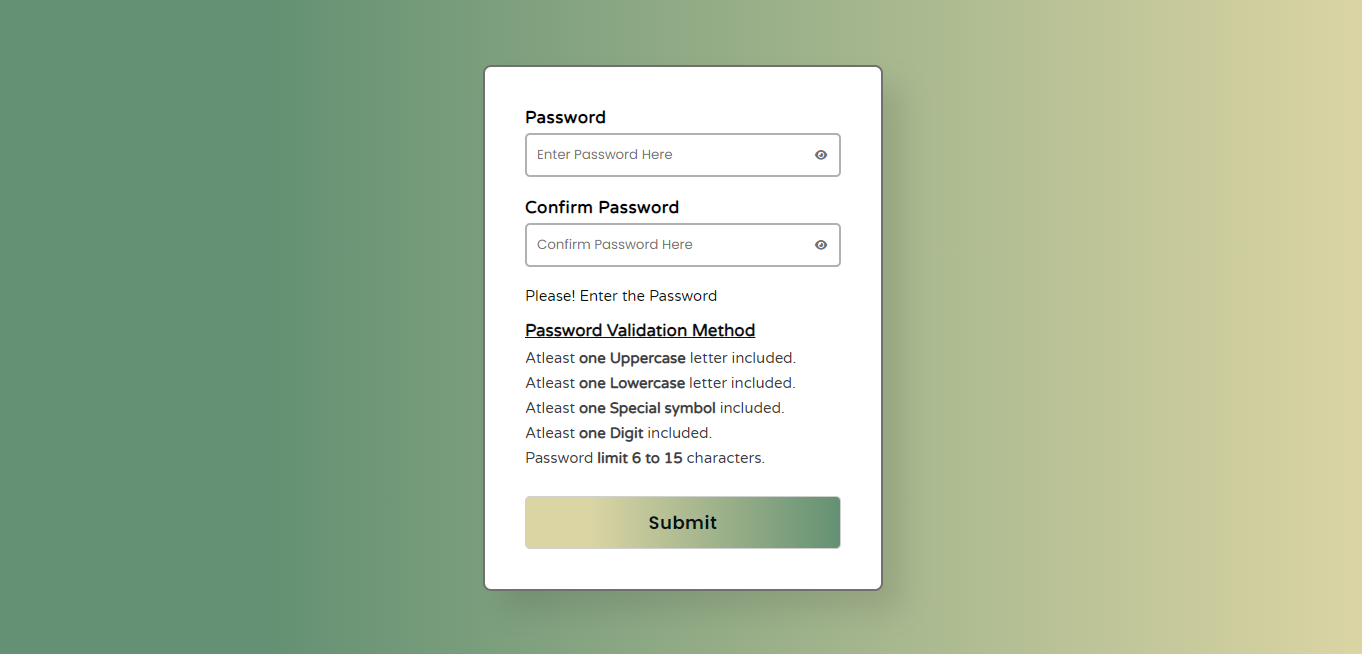 Password
Enter Password Here
Confirm Password
Confirm Password Here
Please! Enter the Password
Password Validation Method
Atleast one Uppercase letter included.
Atleast one Lowercase letter included.
Atleast one Special symbol included.
Atleast one Digit included.
Password limit 6 to 15 characters.
Submit